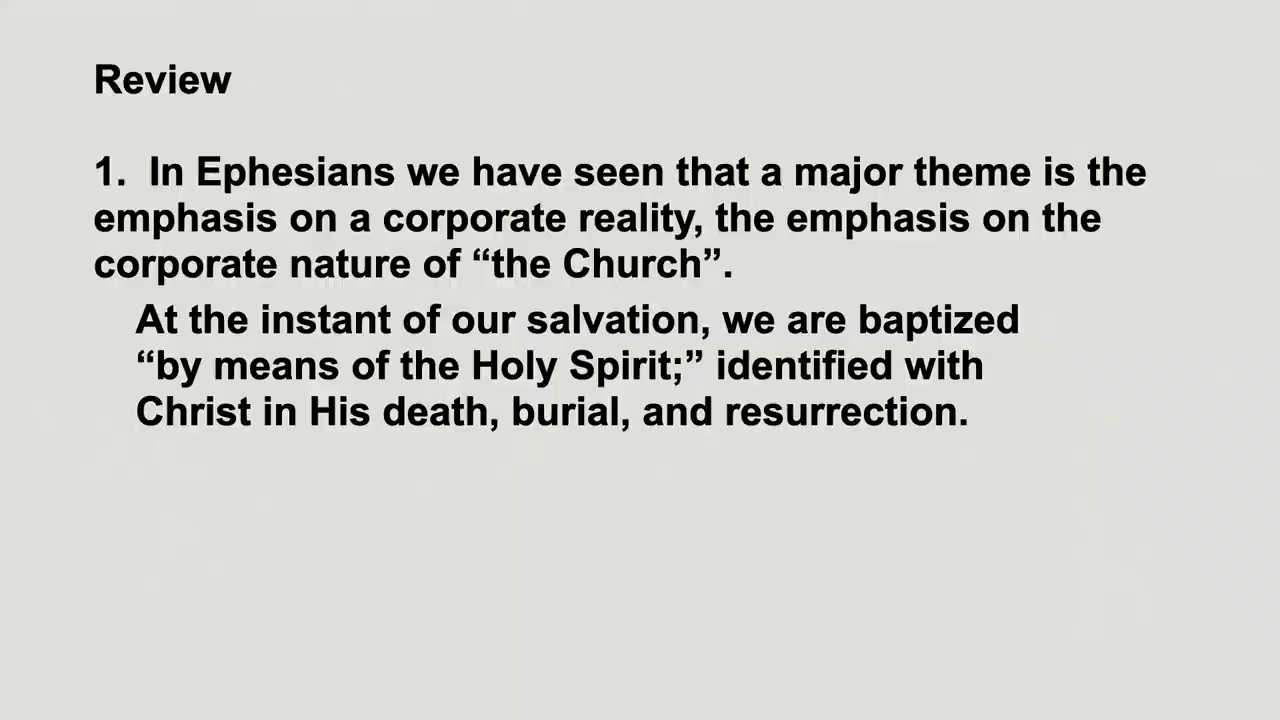 Review
1. In Ephesians we have seen that a major theme is the
emphasis on a corporate reality, the emphasis on the
corporate nature of “the Church”.
At the instant of our salvation, we are baptized
“by means of the Holy Spirit;” identified with
Christ in His death, burial, and resurrection.